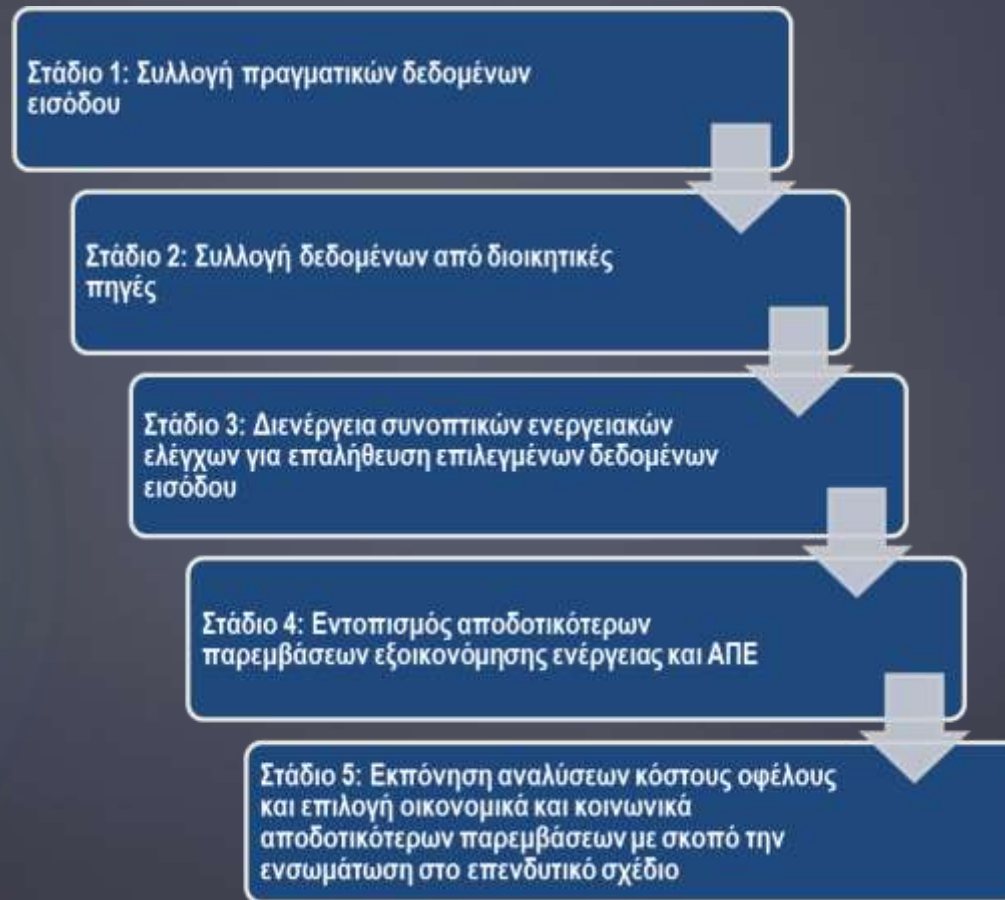 Στάδιο 1: Συλλογή πραγματικών δεδομένων
εισόδου
Στάδιο 2: Συλλογή δεδομένων από διοικητικές
πηγές
Στάδιο 3: Διενέργεια συνοπτικών ενεργειακών
ελέγχων για επαλήθευση επιλεγμένων δεδομένων
εισόδου
Στάδιο 4: Εντοπισμός αποδοτικότερων
παρεμβάσεων εξοικονόμησης ενέργειας και ΑΠΕ
Στάδιο 5: Εκπόνηση αναλύσεων κόστους οφέλους
και επιλογή οικονομικά και κοινωνικά
αποδοτικότερων παρεμβάσεων με σκοπό την
ενσωμάτωση στο επενδυτικό σχέδιο